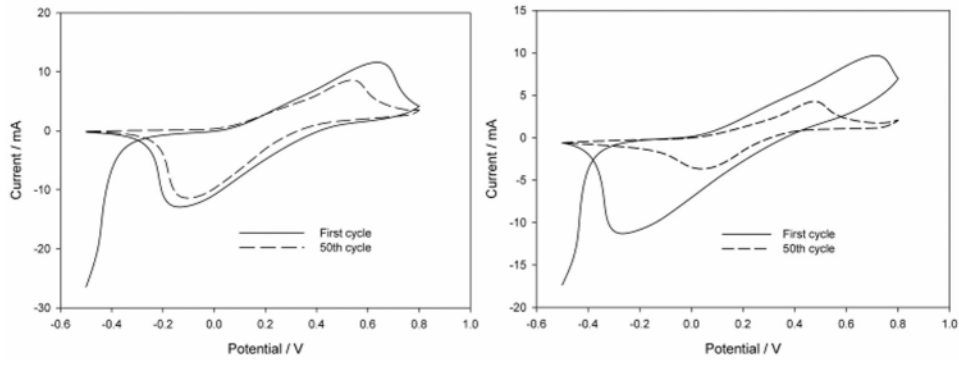 20
10
0
-10
-20
-30
Current / mA
-0.6 -0.4 -0.2 0.0 0.2 0.4 0.6 0.8 1.0
Potential / V
First cycle
50th cycle
15
10
5
0
-5
-10
-15
-20
Current / mA
-0.6 -0.4 -0.2 0.0 0.2 0.4 0.6 0.8 1.0
Potential / V
First cycle
50th cycle